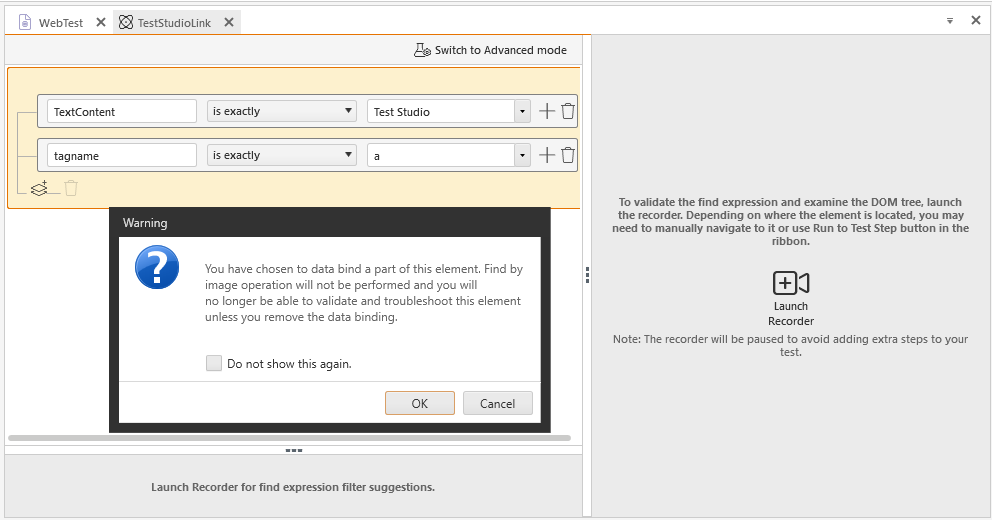 WebTest
TestStudioLink
Switch to Advanced mode
TextContent
is exactly
Test Studio
tagname
is exactly
a
Warning
You have chosen to data bind a part of this element. Find by
image operation will not be performed and you will
no longer be able to validate and troubleshoot this element
unless you remove the data binding.
Do not show this again.
OK
Cancel
Launch Recorder for find expression filter suggestions.
To validate the find expression and examine the DOM tree, launch
the recorder. Depending on where the element is located, you may
need to manually navigate to it or use Run to Test Step button in the
ribbon.
Launch
Recorder
Note: The recorder will be paused to avoid adding extra steps to your
test.